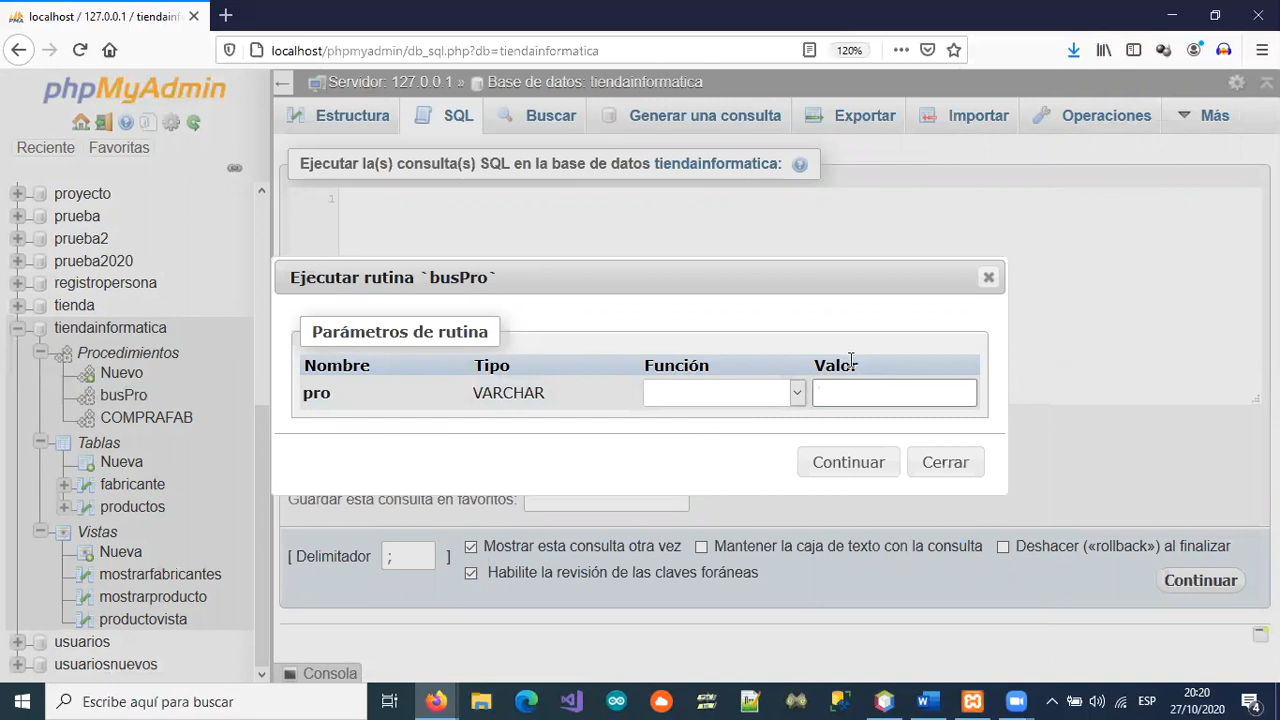 localhost / 127.0.0.1 / tiendainf
localhost/phpmyadmin/db_sql.php?db=tiendainformatica
120%
phpMyAdmin
Reciente
Favoritas
proyecto
prueba
prueba2
prueba2020
registropersona
tienda
tiendainformatica
Procedimientos
Nuevo
busPro
COMPRAFAB
Tablas
Nueva
fabricante
productos
Vistas
Nueva
mostrarfabricantes
mostrarproducto
productovista
usuarios
usuariosnuevos
Servidor: 127.0.0.1 » Base de datos: tiendainformatica
Estructura
SQL
Buscar
Generar una consulta
Exportar
Importar
Operaciones
Más
Ejecutar la(s) consulta(s) SQL en la base de datos tiendainformatica:
1
Ejecutar rutina `busPro`
Parámetros de rutina
Nombre Tipo Función Valor
pro VARCHAR
Continuar
Cerrar
Guardar esta consulta en favoritos:
[ Delimitador ; ]
Mostrar esta consulta otra vez
Mantener la caja de texto con la consulta
Deshacer («rollback») al finalizar
Habilite la revisión de las claves foráneas
Continuar
Consola
Escribe aquí para buscar
ESP
20:20
27/10/2020
4